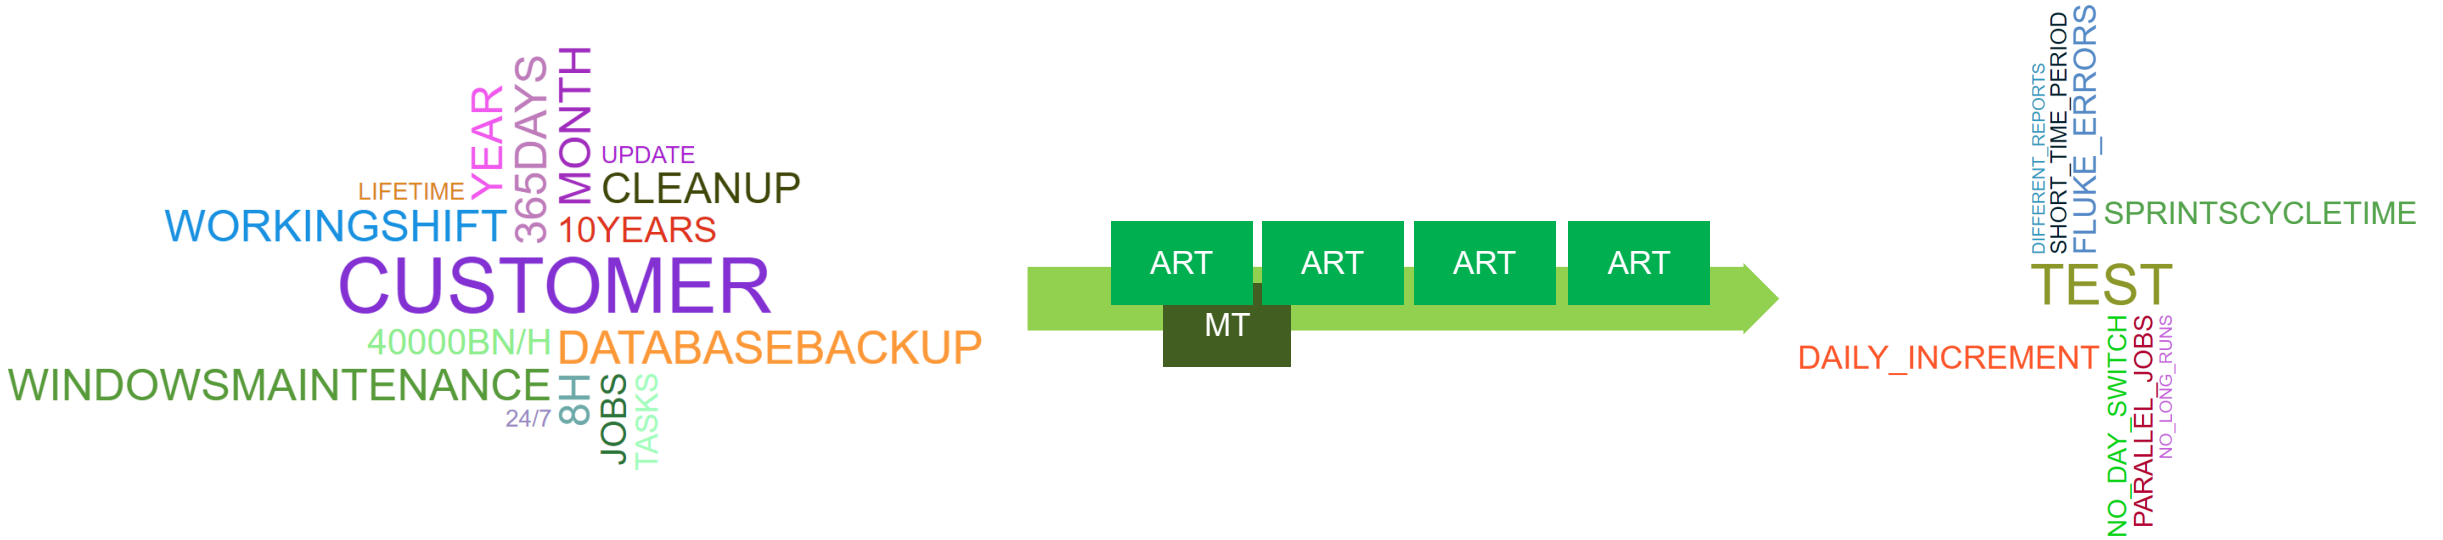 YEAR
365DAYS
MONTH
UPDATE
CLEANUP
LIFETIME
WORKINGSHIFT
10YEARS
CUSTOMER
40000BN/H
DATABASEBACKUP
WINDOWSMAINTENANCE
24/7
8H
JOBS
TASKS
ART
ART
ART
ART
MT
DIFFERENT_REPORTS
SHORT_TIME_PERIOD
FLUKE_ERRORS
SPRINTSCYCLETIME
TEST
DAILY_INCREMENT
NO_DAY_SWITCH
PARALLEL_JOBS
NO_LONG_RUNS